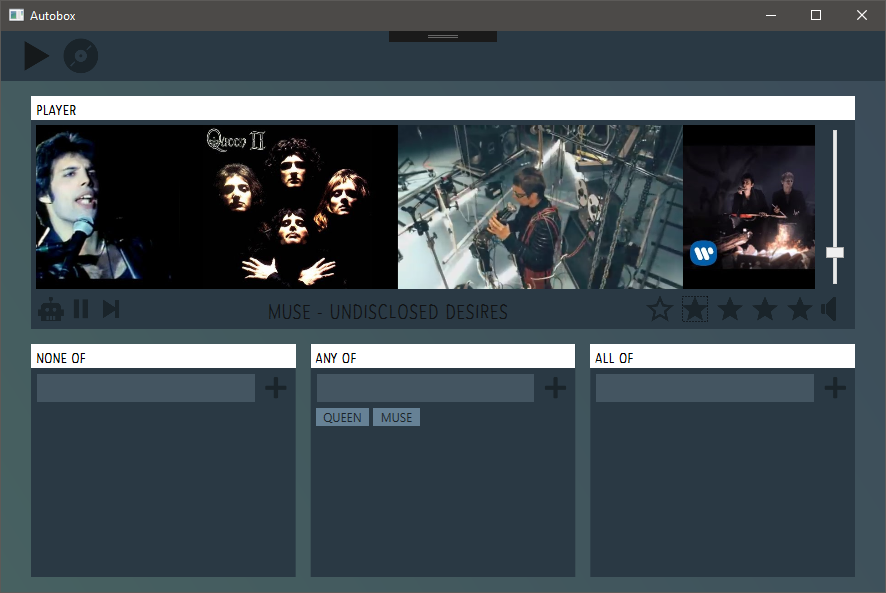 Autobox
PLAYER
Queen II
W
MUSE - UNDISCLOSED DESIRES
NONE OF
ANY OF
ALL OF
QUEEN
MUSE